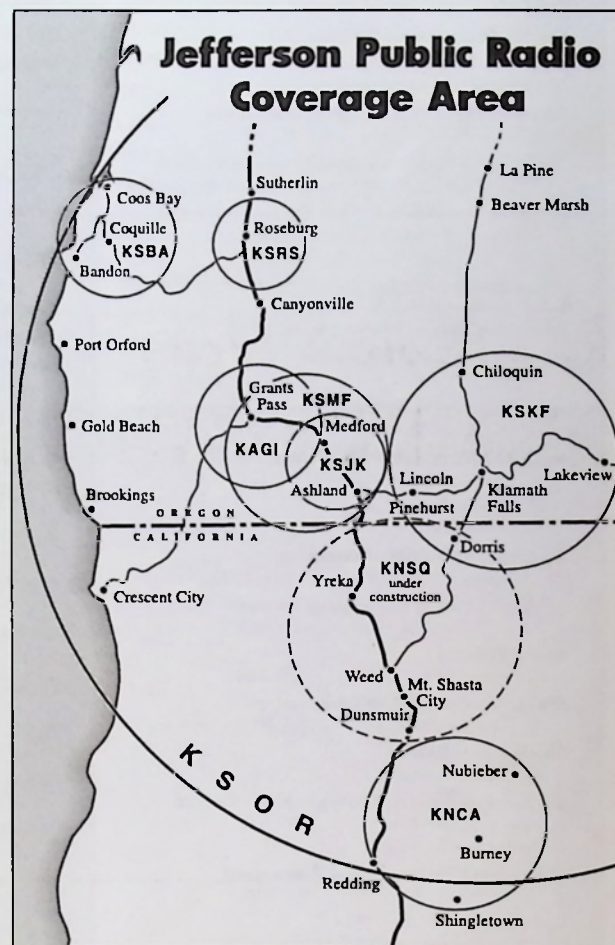 Jefferson Public Radio
Coverage Area
La Pine
Sutherlin
Beaver Marsh
Coos Bay
Coquille
KSBA
Bandon
Roseburg
KSRS
Canyonville
Port Orford
Chiloquin
Grants
Pass
KSMF
KSKF
Gold Beach
Medford
KAGI
KSJK
Lakeview
Ashland
Lincoln
Klamath
Falls
Pinehurst
Brookings
OREGON
CALIFORNIA
Dorris
KNSQ
under
construction
Yreka
Crescent City
Weed
Mt. Shasta
City
Dunsmuir
KSOR
Nubieber
KNCA
Burney
Redding
Shingletown